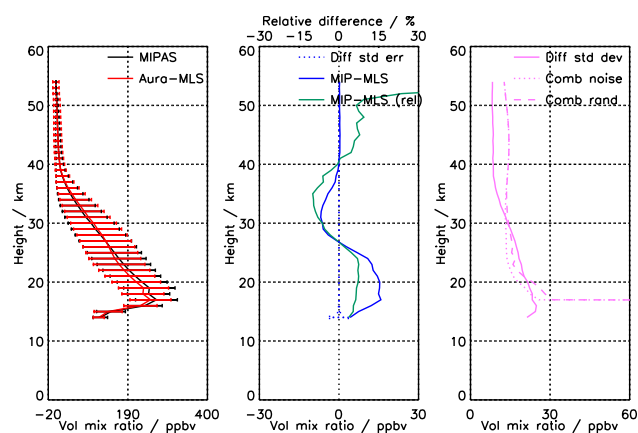 Relative difference / %
-30 -15 0 15 30
60 60 60
MIPAS Diff std err Diff std dev
Aura-MLS MIP-MLS Comb noise
MIP-MLS (rel) Comb rand
50 50 50
40 40 40
30 30 30
20 20 20
10 10 10
0 0 0
Height / km Height / km Height / km
-20 190 400 -30 -15 0 15 30 0 30 60
Vol mix ratio / ppbv Vol mix ratio / ppbv Vol mix ratio / ppbv